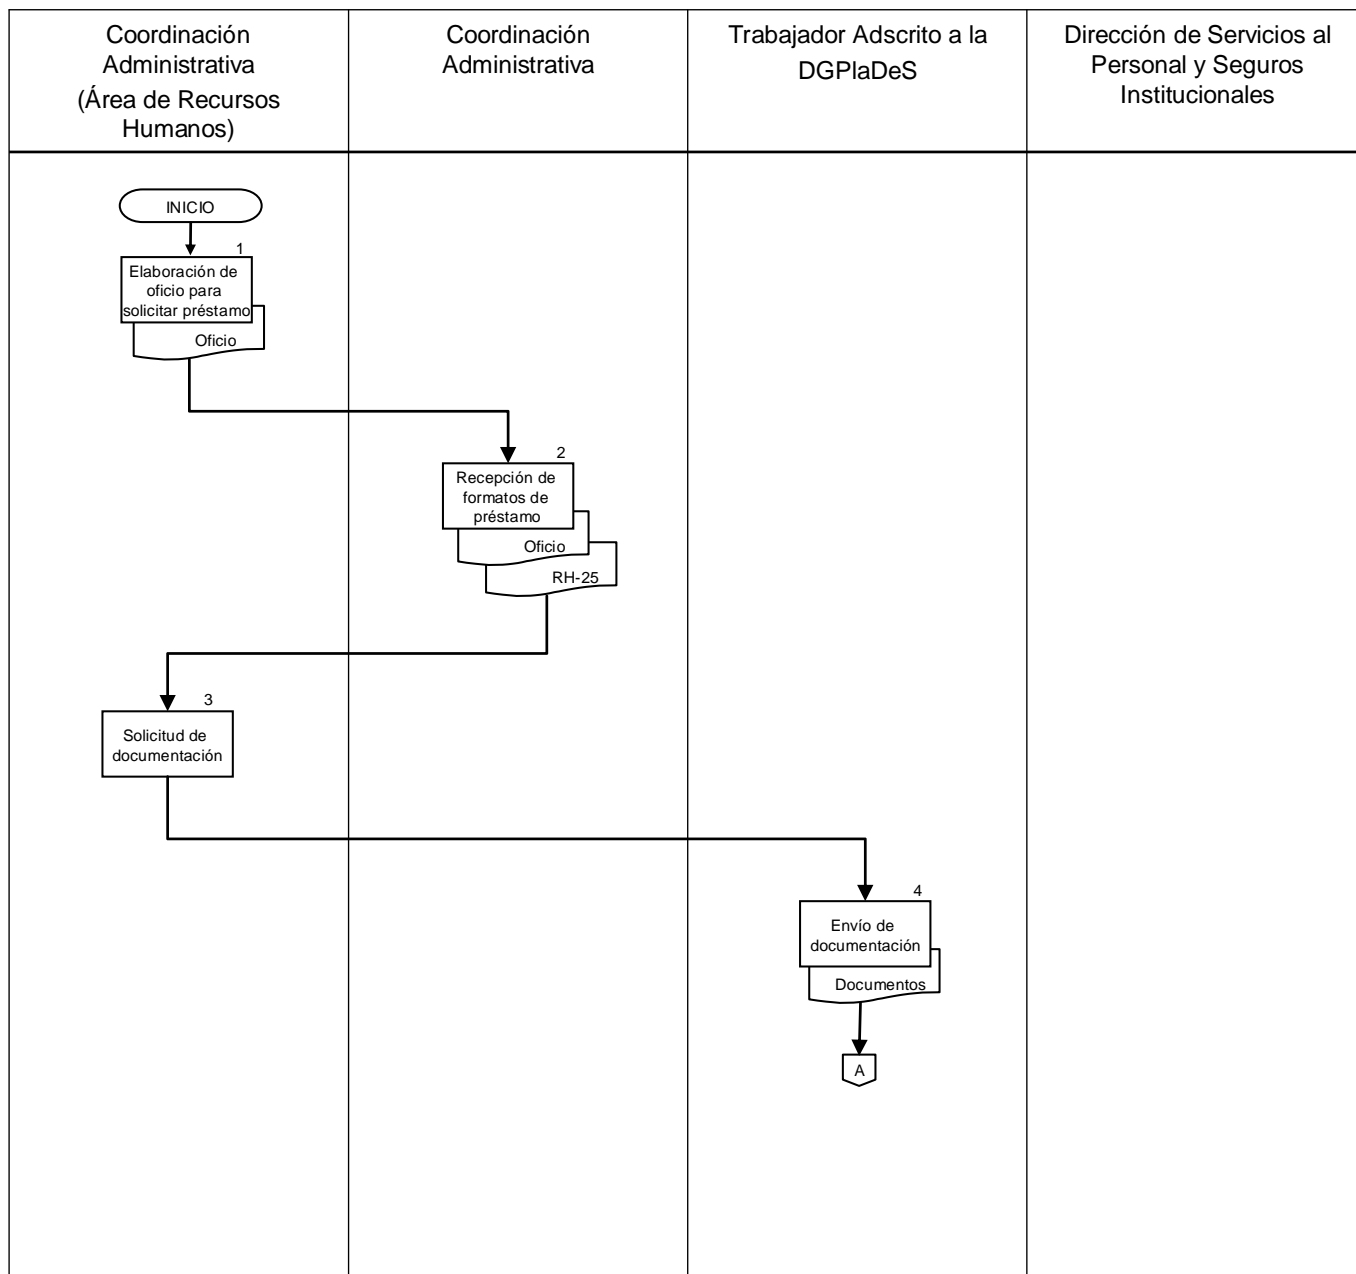 Coordinación
Administrativa
(Área de Recursos
Humanos)
Coordinación
Administrativa
Trabajador Adscrito a la
DGPlaDeS
Dirección de Servicios al
Personal y Seguros
Institucionales
INICIO
1
Elaboración de
oficio para
solicitar préstamo
Oficio
2
Recepción de
formatos de
préstamo
Oficio
RH-25
3
Solicitud de
documentación
4
Envío de
documentación
Documentos
A